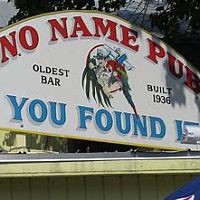 NO NAME PUB
OLDEST
BAR
BUILT
1936
YOU FOUND